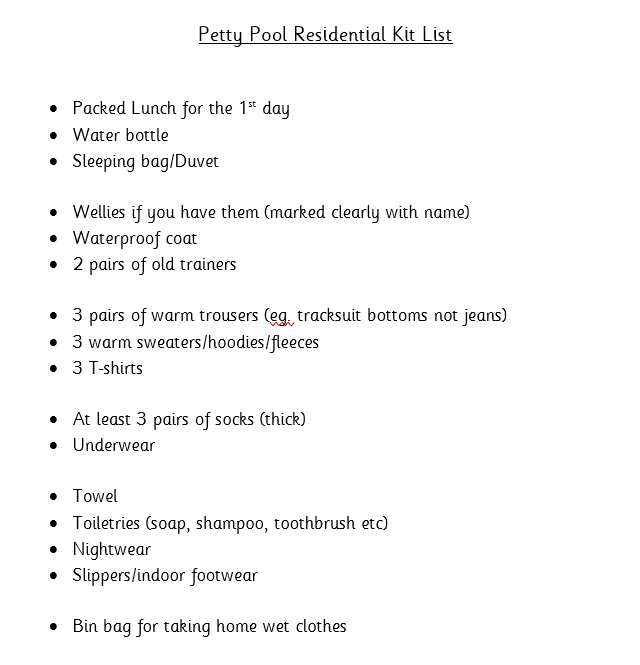 Petty Pool Residential Kit List
• Packed Lunch for the 1st day
• Water bottle
• Sleeping bag/Duvet
• Wellies if you have them (marked clearly with name)
• Waterproof coat
• 2 pairs of old trainers
• 3 pairs of warm trousers (eg. tracksuit bottoms not jeans)
• 3 warm sweaters/hoodies/fleeces
• 3 T-shirts
• At least 3 pairs of socks (thick)
• Underwear
• Towel
• Toiletries (soap, shampoo, toothbrush etc)
• Nightwear
• Slippers/indoor footwear
• Bin bag for taking home wet clothes